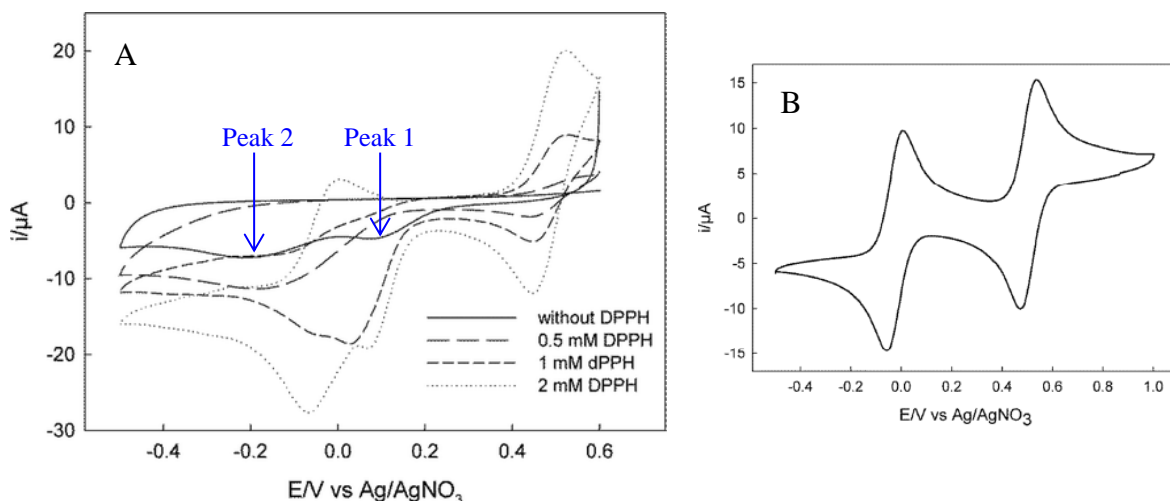 A
Peak 2
Peak 1
20
10
0
-10
-20
-30
i/µA
without DPPH
0.5 mM DPPH
1 mM dPPH
2 mM DPPH
-0.4
-0.2
0.0
0.2
0.4
0.6
E/V vs Ag/AgNO3
B
15
10
5
0
-5
-10
-15
i/µA
-0.4
-0.2
0.0
0.2
0.4
0.6
0.8
1.0
E/V vs Ag/AgNO3